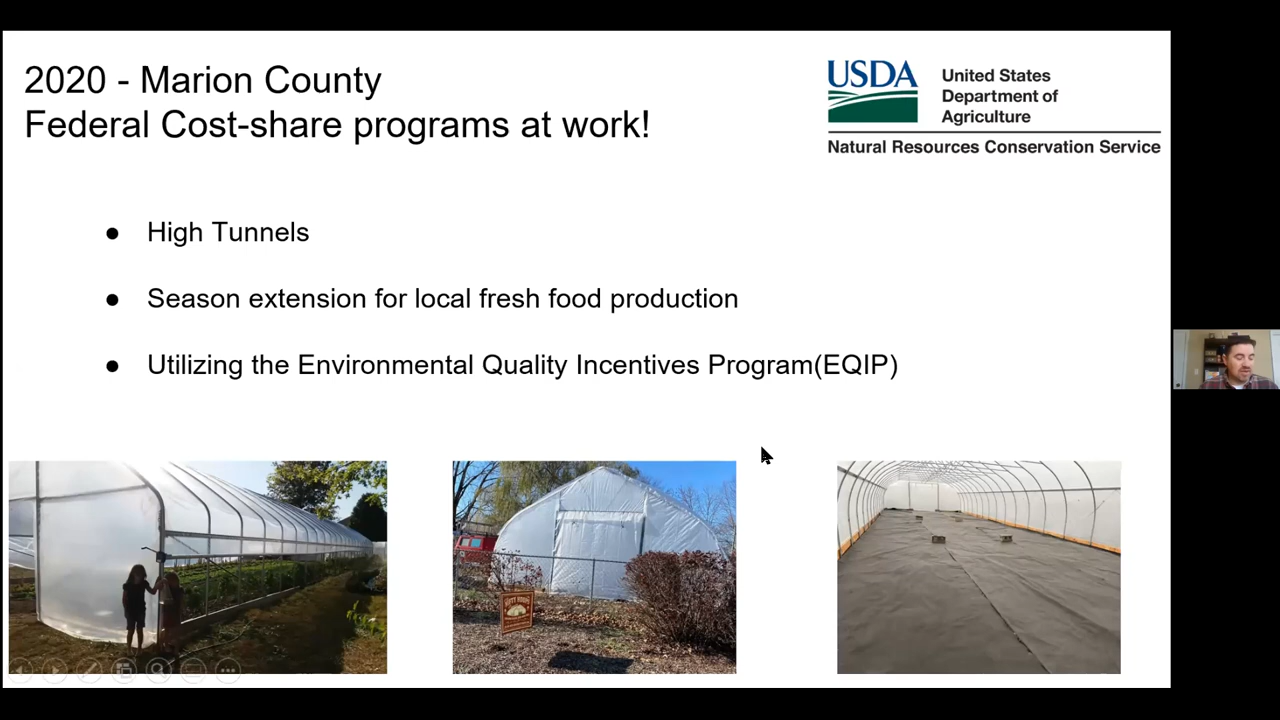 2020 - Marion County
Federal Cost-share programs at work!
USDA
United States
Department of
Agriculture
Natural Resources Conservation Service
● High Tunnels
● Season extension for local fresh food production
● Utilizing the Environmental Quality Incentives Program(EQIP)